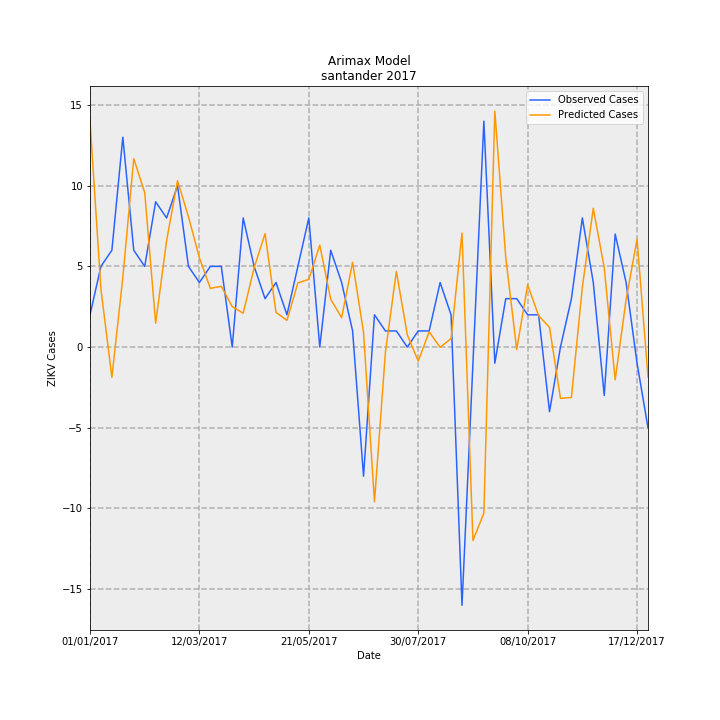 Arimax Model
santander 2017
Observed Cases
Predicted Cases
ZIKV Cases
15
10
5
0
−5
−10
−15
01/01/2017 12/03/2017 21/05/2017 30/07/2017 08/10/2017 17/12/2017
Date